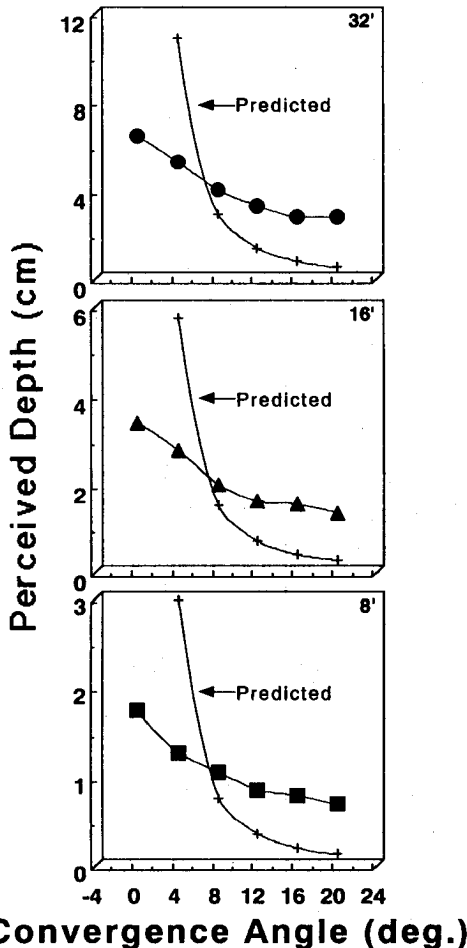 Perceived Depth (cm)
12
8
4
0
32'
Predicted
6
4
2
0
16'
Predicted
3
2
1
0
8'
Predicted
-4 0 4 8 12 16 20 24
Convergence Angle (deg.)